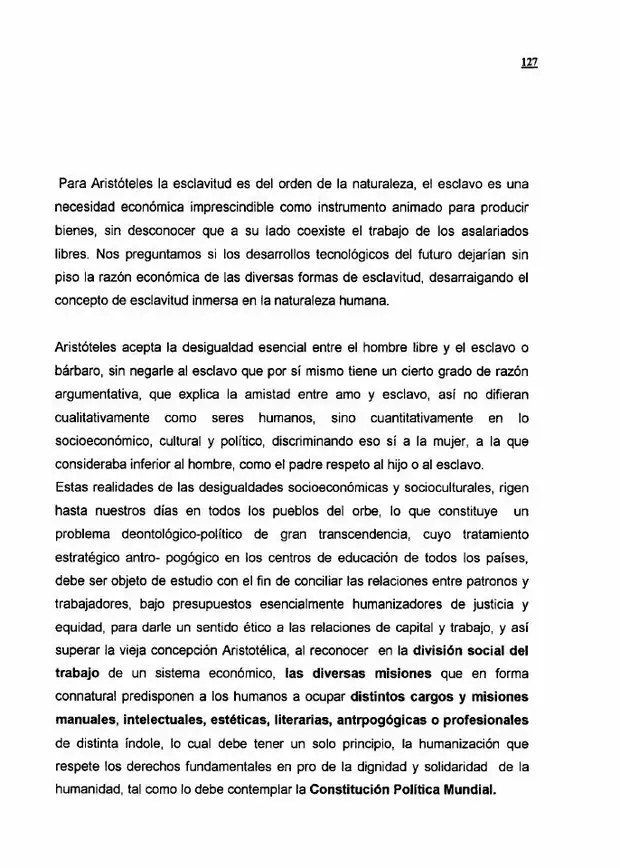 127
Para Aristóteles la esclavitud es del orden de la naturaleza, el esclavo es una
necesidad económica imprescindible como instrumento animado para producir
bienes, sin desconocer que a su lado coexiste el trabajo de los asalariados
libres. Nos preguntamos si los desarrollos tecnológicos del futuro dejarían sin
piso la razón económica de las diversas formas de esclavitud, desarraigando el
concepto de esclavitud inmersa en la naturaleza humana.
Aristóteles acepta la desigualdad esencial entre el hombre libre y el esclavo o
bárbaro, sin negarle al esclavo que por sí mismo tiene un cierto grado de razón
argumentativa, que explica la amistad entre amo y esclavo, así no difieran
cualitativamente como seres humanos, sino cuantitativamente en lo
socioeconómico, cultural y político, discriminando eso sí a la mujer, a la que
consideraba inferior al hombre, como el padre respeto al hijo o al esclavo.
Estas realidades de las desigualdades socioeconómicas y socioculturales, rigen
hasta nuestros días en todos los pueblos del orbe, lo que constituye un
problema deontológico-político de gran transcendencia, cuyo tratamiento
estratégico antro- pogógico en los centros de educación de todos los países,
debe ser objeto de estudio con el fin de conciliar las relaciones entre patronos y
trabajadores, bajo presupuestos esencialmente humanizadores de justicia y
equidad, para darle un sentido ético a las relaciones de capital y trabajo, y así
superar la vieja concepción Aristotélica, al reconocer en la división social del
trabajo de un sistema económico, las diversas misiones que en forma
connatural predisponen a los humanos a ocupar distintos cargos y misiones
manuales, intelectuales, estéticas, literarias, antrpogógicas o profesionales
de distinta índole, lo cual debe tener un solo principio, la humanización que
respete los derechos fundamentales en pro de la dignidad y solidaridad de la
humanidad, tal como lo debe contemplar la Constitución Política Mundial.